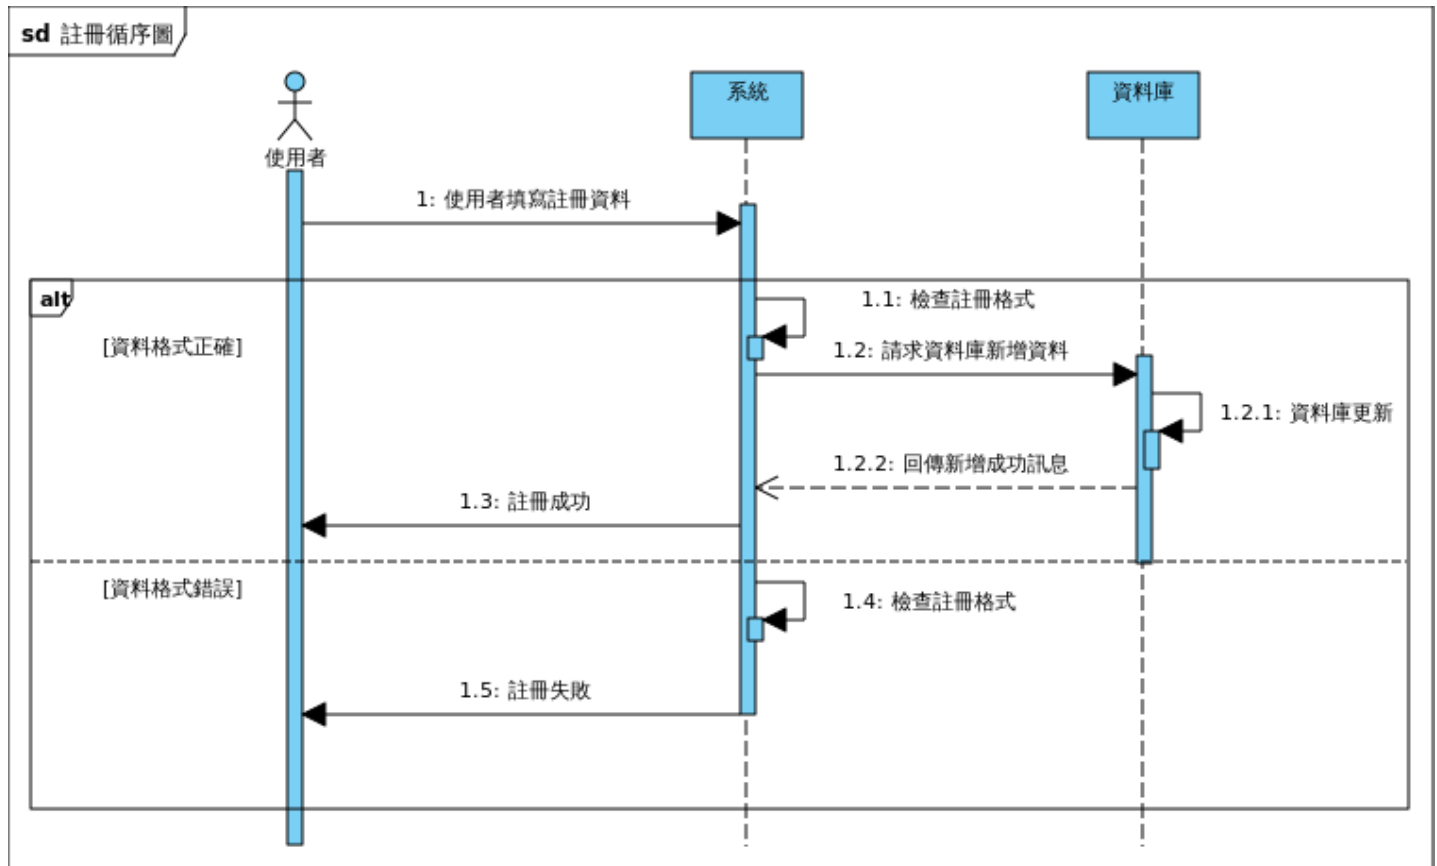 sd 註冊循序圖
系統
資料庫
使用者
1: 使用者填寫註冊資料
alt
1.1: 檢查註冊格式
[資料格式正確]
1.2: 請求資料庫新增資料
1.2.1: 資料庫更新
1.2.2: 回傳新增成功訊息
1.3: 註冊成功
[資料格式錯誤]
1.4: 檢查註冊格式
1.5: 註冊失敗